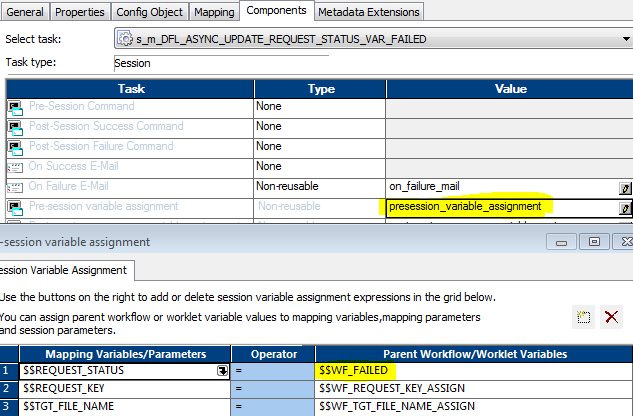 General Properties Config Object Mapping Components Metadata Extensions
Select task: s_m_DFL_ASYNC_UPDATE_REQUEST_STATUS_VAR_FAILED
Task type: Session
Task Type Value
Pre-Session Command None
Post-Session Success Command None
Post-Session Failure Command None
On Success E-Mail None
On Failure E-Mail Non-reusable on_failure_mail
Pre-session variable assignment Non-reusable presession_variable_assignment
-session variable assignment
ession Variable Assignment
Use the buttons on the right to add or delete session variable assignment expressions in the grid below.
You can assign parent workflow or worklet variable values to mapping variables,mapping parameters
and session parameters.
Mapping Variables/Parameters Operator Parent Workflow/Worklet Variables
1 $$REQUEST_STATUS = $$WF_FAILED
2 $$REQUEST_KEY = $$WF_REQUEST_KEY_ASSIGN
3 $$TGT_FILE_NAME = $$WF_TGT_FILE_NAME_ASSIGN